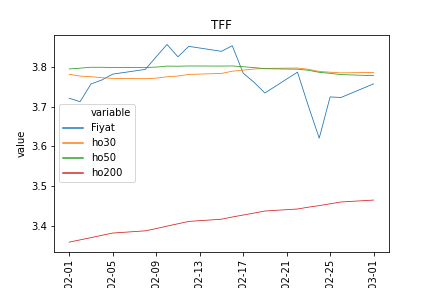 TFF
value
3.8
3.7
3.6
3.5
3.4
variable
Fiyat
ho30
ho50
ho200
02-01
02-05
02-09
02-13
02-17
02-21
02-25
03-01